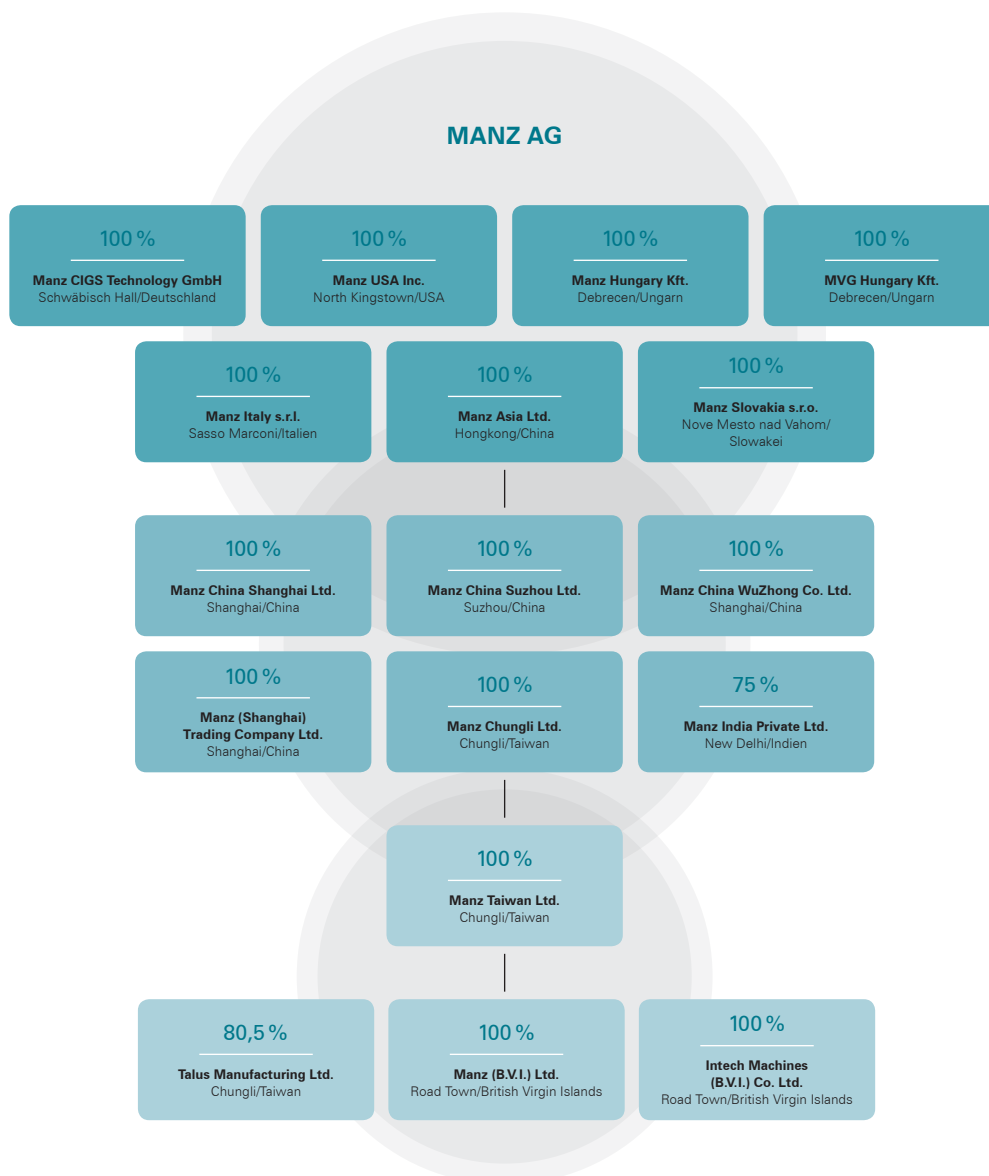 MANZ AG
100 %
Manz CIGS Technology GmbH
Schwäbisch Hall/Deutschland
100 %
Manz USA Inc.
North Kingstown/USA
100 %
Manz Hungary Kft.
Debrecen/Ungarn
100 %
MVG Hungary Kft.
Debrecen/Ungarn
100 %
Manz Italy s.r.l.
Sasso Marconi/Italien
100 %
Manz Asia Ltd.
Hongkong/China
100 %
Manz Slovakia s.r.o.
Nove Mesto nad Vahom/
Slowakei
100 %
Manz China Shanghai Ltd.
Shanghai/China
100 %
Manz China Suzhou Ltd.
Suzhou/China
100 %
Manz China WuZhong Co. Ltd.
Shanghai/China
100 %
Manz (Shanghai)
Trading Company Ltd.
Shanghai/China
100 %
Manz Chungli Ltd.
Chungli/Taiwan
75 %
Manz India Private Ltd.
New Delhi/Indien
100 %
Manz Taiwan Ltd.
Chungli/Taiwan
80,5 %
Talus Manufacturing Ltd.
Chungli/Taiwan
100 %
Manz (B.V.I.) Ltd.
Road Town/British Virgin Islands
100 %
Intech Machines
(B.V.I.) Co. Ltd.
Road Town/British Virgin Islands